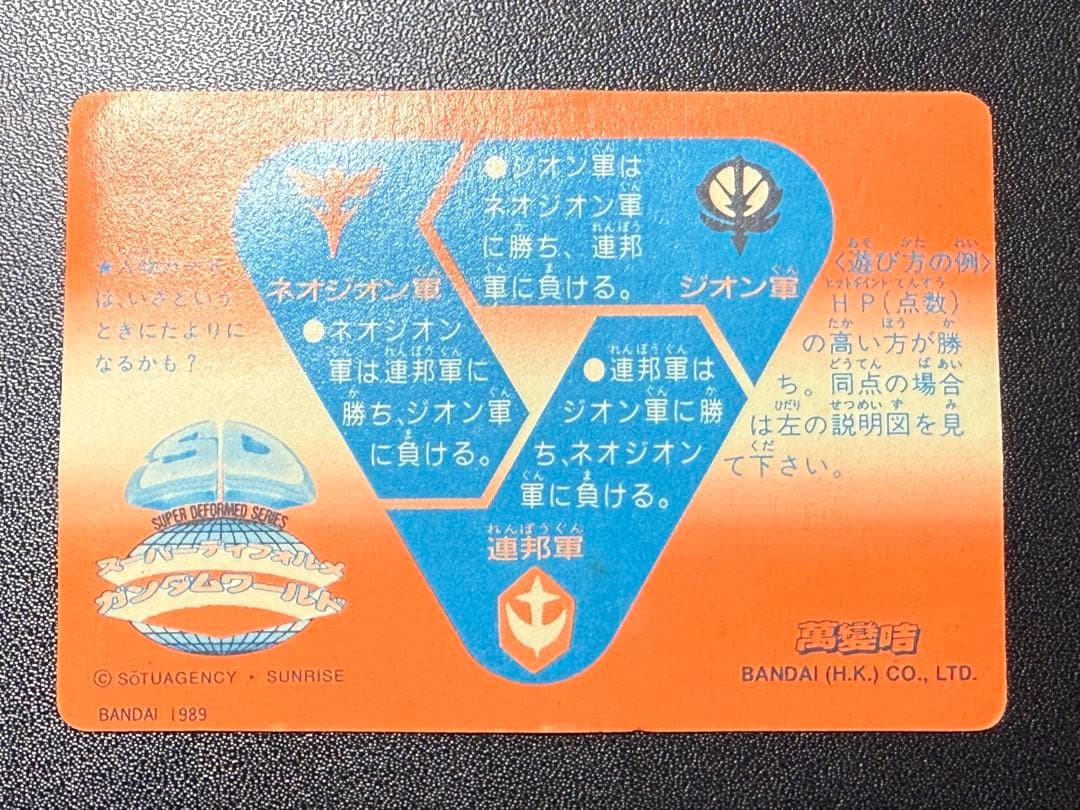 ●ジオン軍は
ネオジオン軍
に勝ち、連邦
軍に負ける。
ネオジオン軍
ジオン軍
●ネオジオン
軍は連邦軍に
勝ち、ジオン軍
に負ける。
●連邦軍は
ジオン軍に勝
ち、ネオジオン
軍に負ける。
連邦軍
★人物カード
は、いざという
ときにたよりに
なるかも？
〈遊び方の例〉
HP(点数)
の高い方が勝
ち。同点の場合
は左の説明図を見
て下さい。
SUPER DEFORMED SERIES
スーパーディフォルメ
ガンダムワールド
© SōTUAGENCY・SUNRISE
BANDAI 1989
萬變咭
BANDAI (H.K.) CO., LTD.